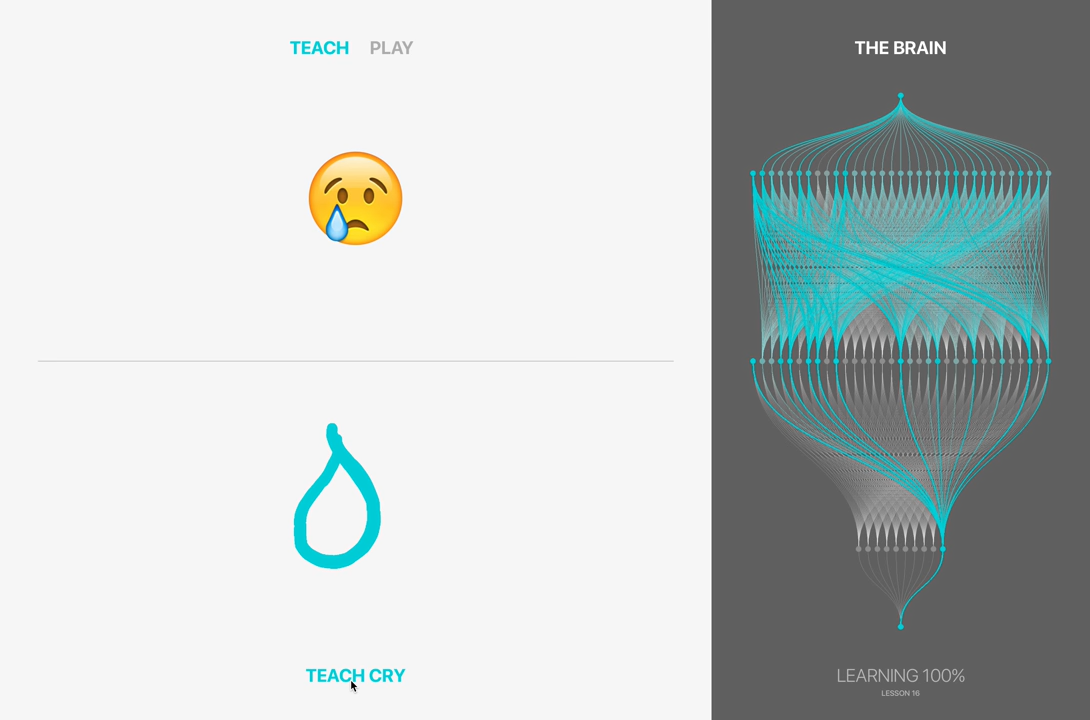 TEACH PLAY
THE BRAIN
TEACH CRY
LEARNING 100%
LESSON 16